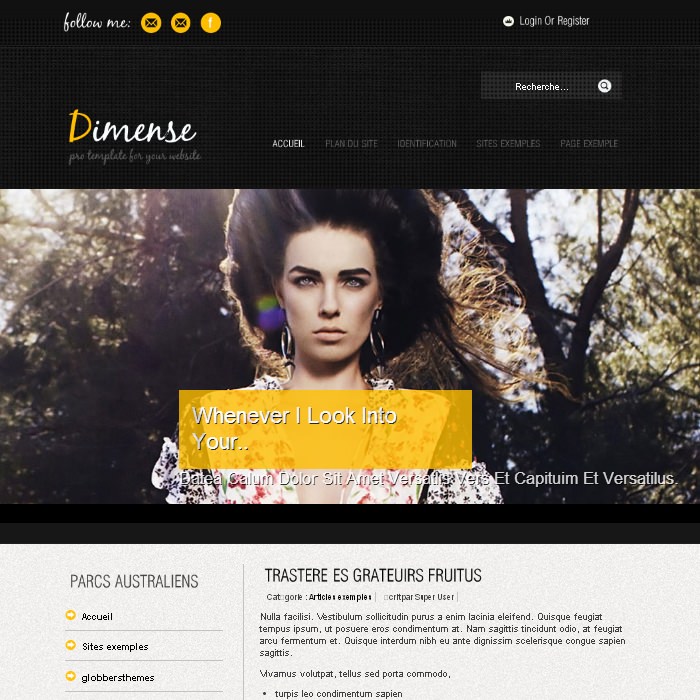 follow me:
f
Login Or Register
Recherche...
Dimense
pro template for your website
ACCUEIL
PLAN DU SITE
IDENTIFICATION
SITES EXEMPLES
PAGE EXEMPLE
Whenever I Look Into
Your..
Batea Calum Dolor Sit Amet Versatils Vers Et Capituim Et Versatilus.
PARCS AUSTRALIENS
Accueil
Sites exemples
globbersthemes
TRASTERE ES GRATEUIRS FRUITUS
Cat□gorie : Articles exemples
□critpar Super User
Nulla facilisi. Vestibulum sollicitudin purus a enim lacinia eleifend. Quisque feugiat
tempus ipsum, ut posuere eros condimentum at. Nam sagittis tincidunt odio, at feugiat
arcu fermentum et. Quisque interdum nibh eu ante dignissim scelerisque congue sapien
sagittis.
Vivamus volutpat, tellus sed porta commodo,
• turpis leo condimentum sapien